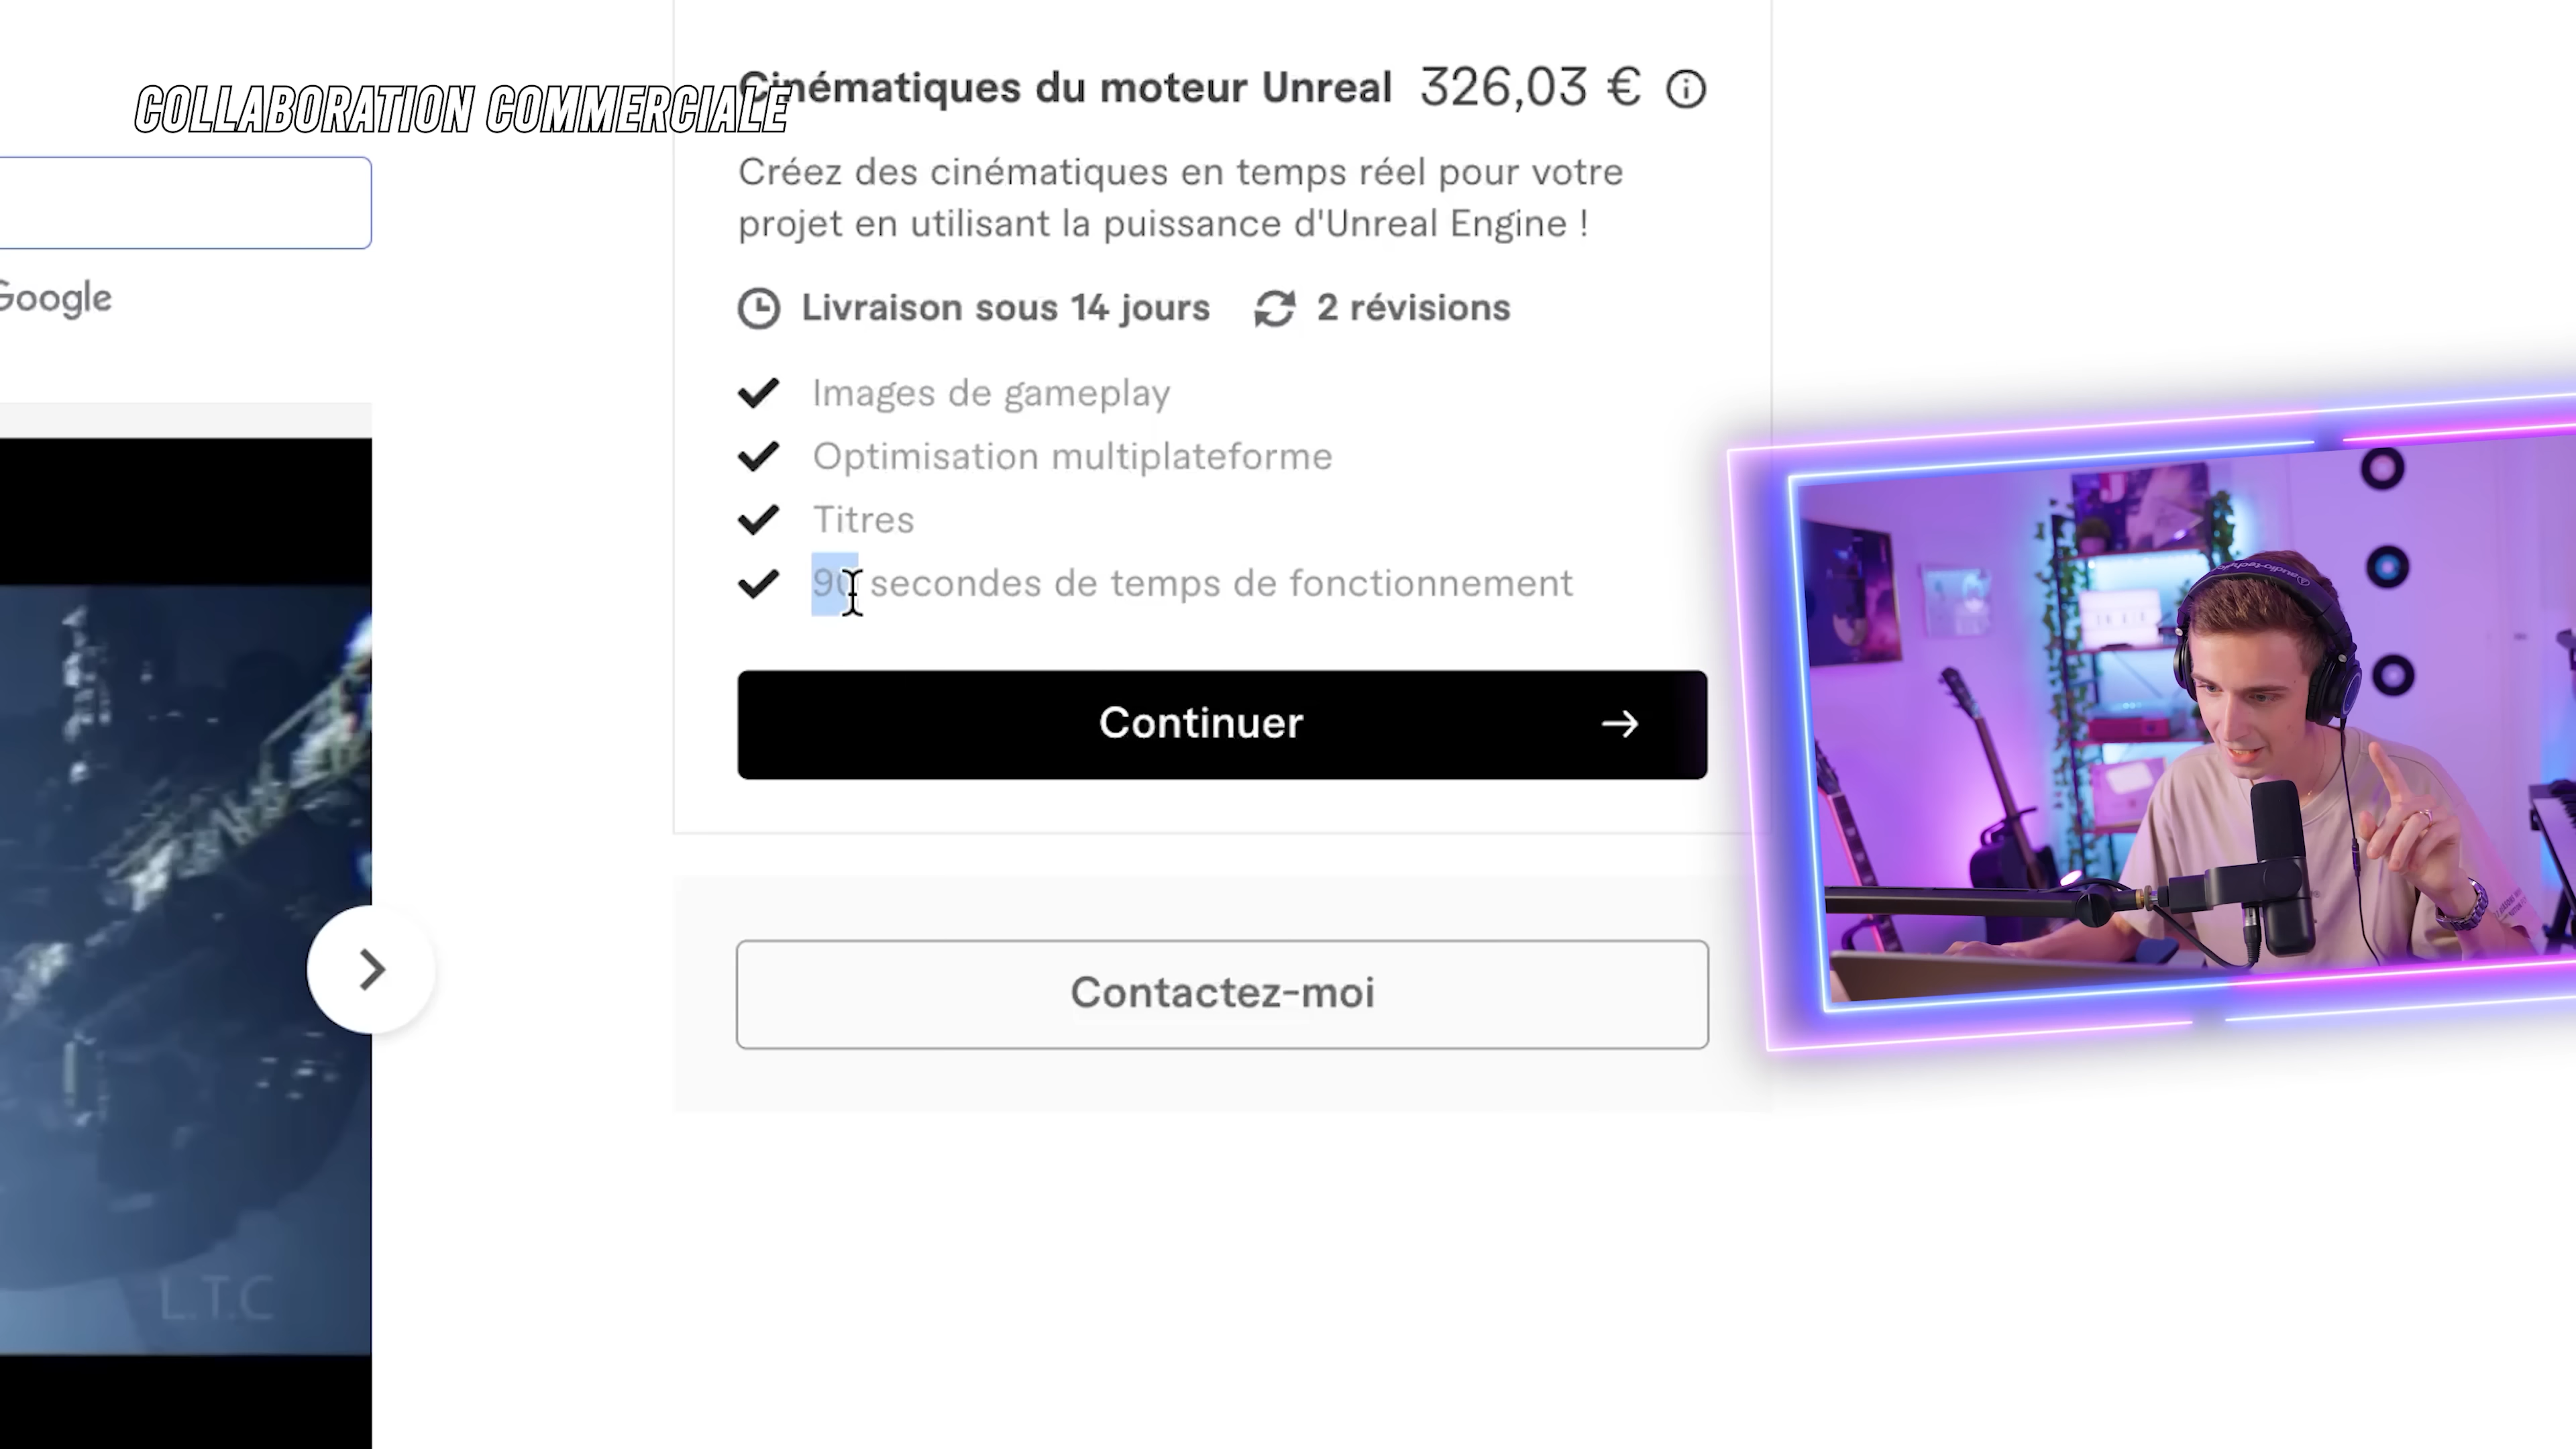 COLLABORATION COMMERCIALE
Cinématiques du moteur Unreal 326,03 €
Créez des cinématiques en temps réel pour votre
projet en utilisant la puissance d'Unreal Engine !
Google
Livraison sous 14 jours 2 révisions
Images de gameplay
Optimisation multiplateforme
Titres
90 secondes de temps de fonctionnement
Continuer
Contactez-moi
L.T.C
audio-technica